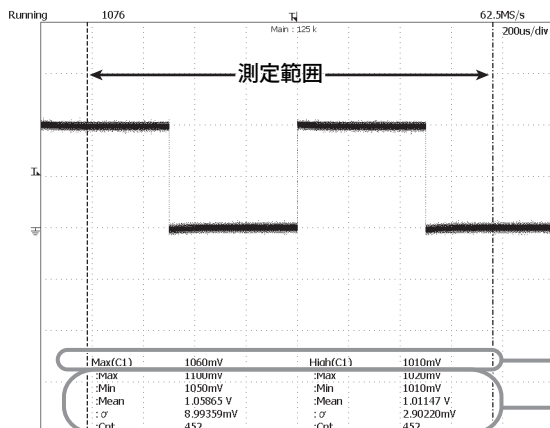 Running 1076 62.5MS/s
Main : 125 k
200us/div
測定範囲
Max(C1) 1060mV High(C1) 1010mV
:Max 1100mV :Max 1020mV
:Min 1050mV :Min 1010mV
:Mean 1.05865 V :Mean 1.01147 V
:σ 8.99359mV :σ 2.90220mV
:Cnt 452 :Cnt 452